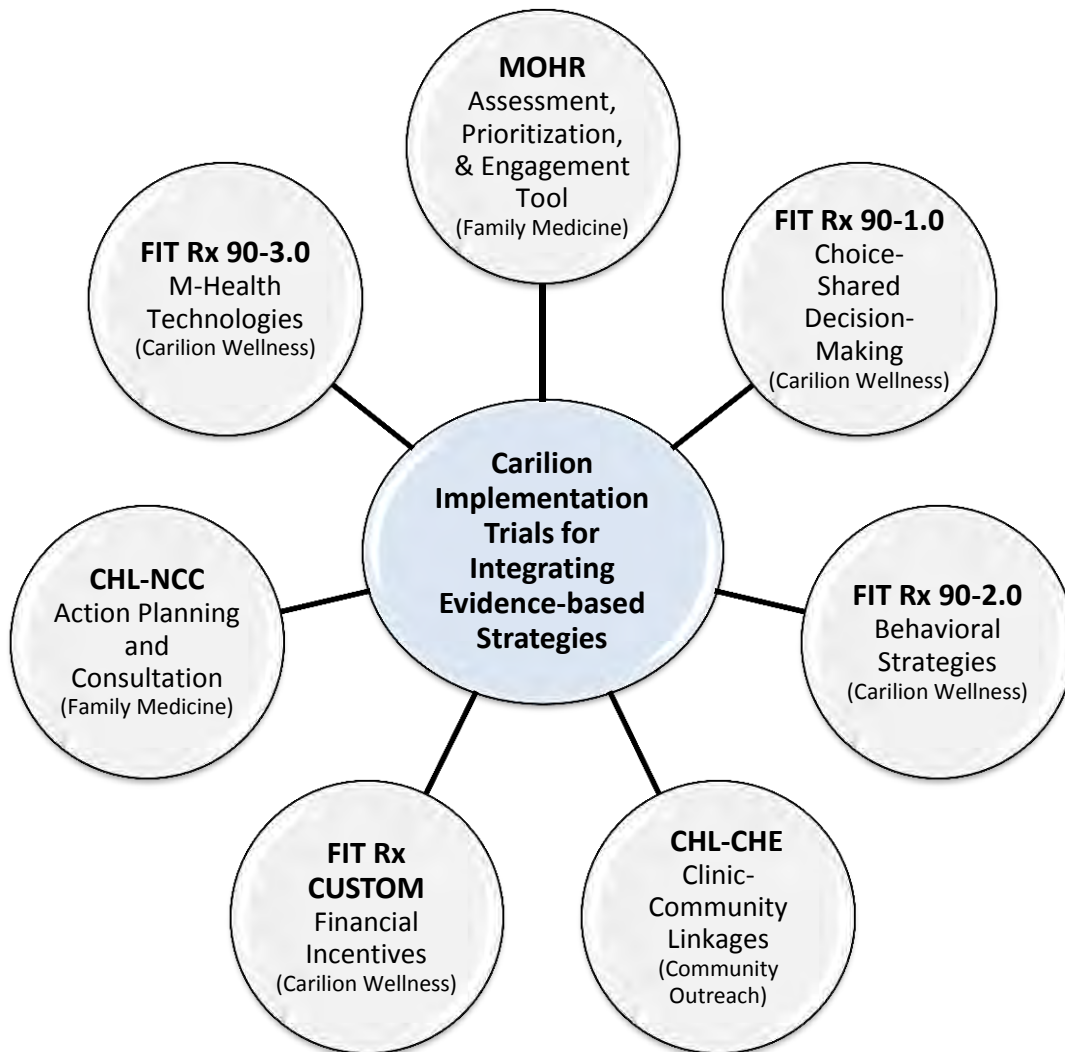 MOHR
Assessment,
Prioritization,
& Engagement
Tool
(Family Medicine)
FIT Rx 90-1.0
Choice-
Shared
Decision-
Making
(Carilion Wellness)
FIT Rx 90-2.0
Behavioral
Strategies
(Carilion Wellness)
CHL-CHE
Clinic-
Community
Linkages
(Community
Outreach)
FIT Rx
CUSTOM
Financial
Incentives
(Carilion Wellness)
CHL-NCC
Action Planning
and
Consultation
(Family Medicine)
FIT Rx 90-3.0
M-Health
Technologies
(Carilion Wellness)
Carilion
Implementation
Trials for
Integrating
Evidence-based
Strategies